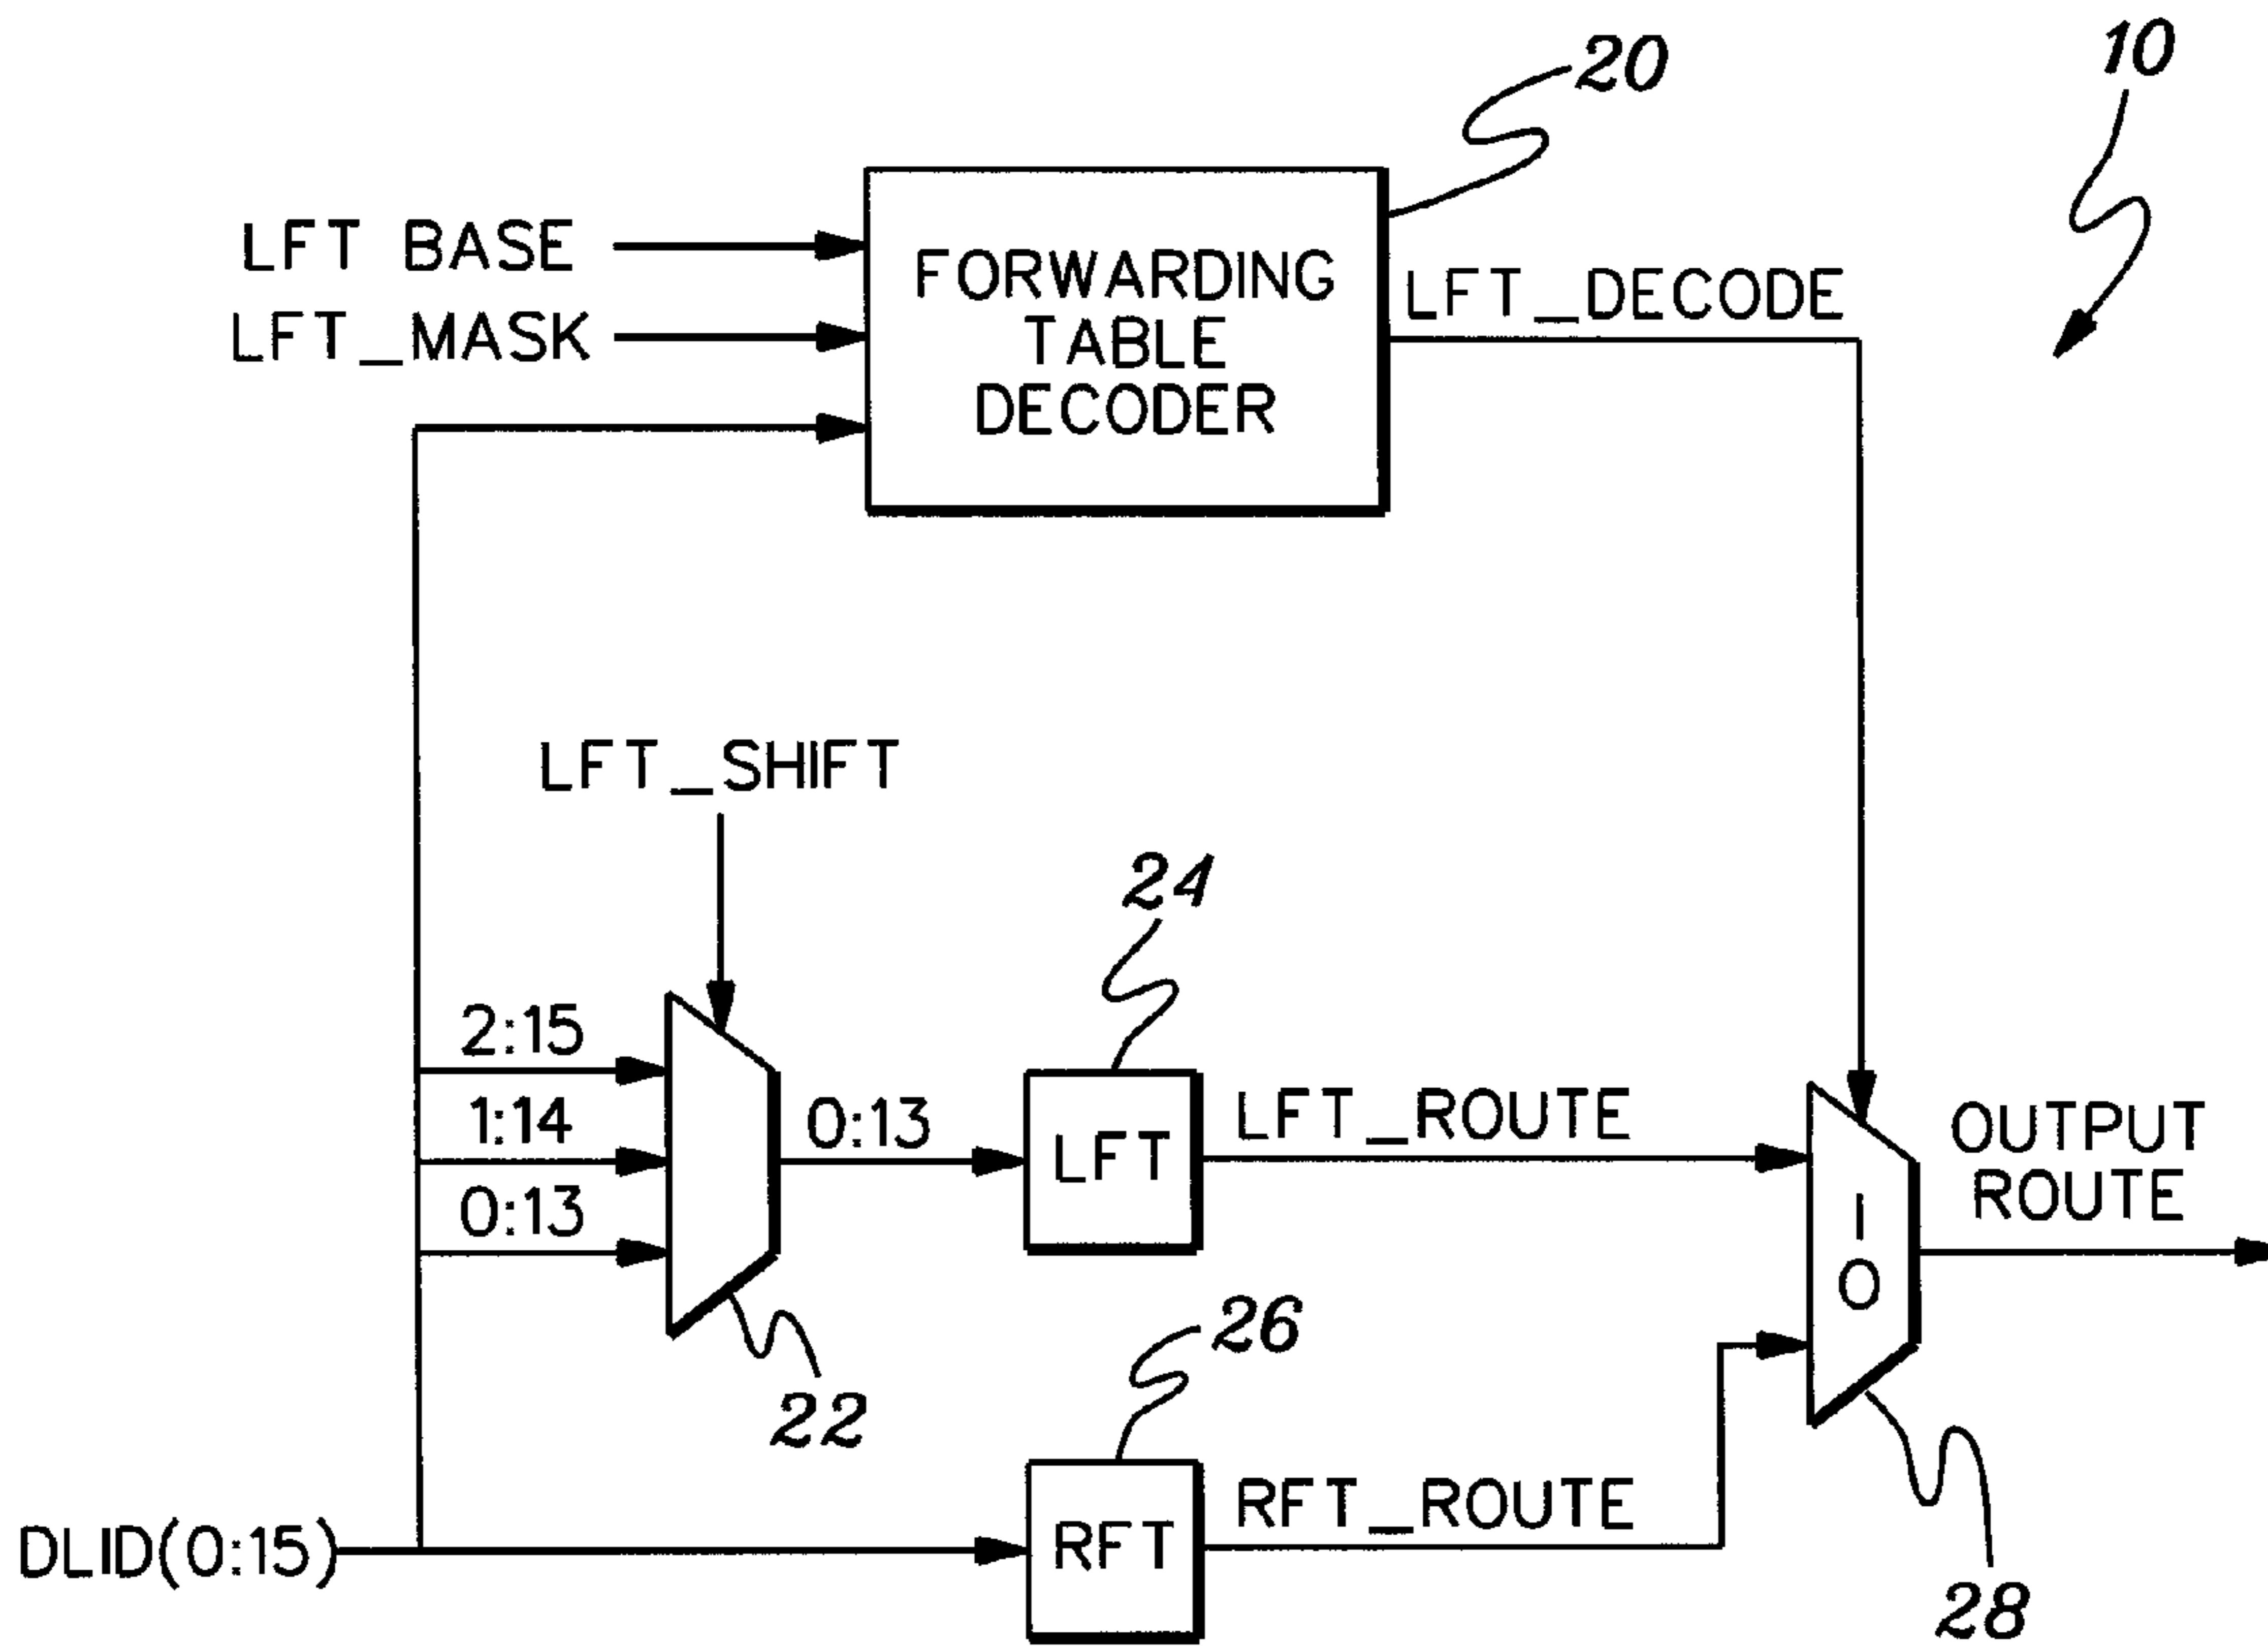 10
20
LFT BASE
LFT_MASK
FORWARDING
TABLE
DECODER
LFT_DECODE
LFT_SHIFT
24
2:15
1:14
0:13
0:13
LFT
LFT_ROUTE
1
0
OUTPUT
ROUTE
22
26
DLID(0:15)
RFT
RFT_ROUTE
28